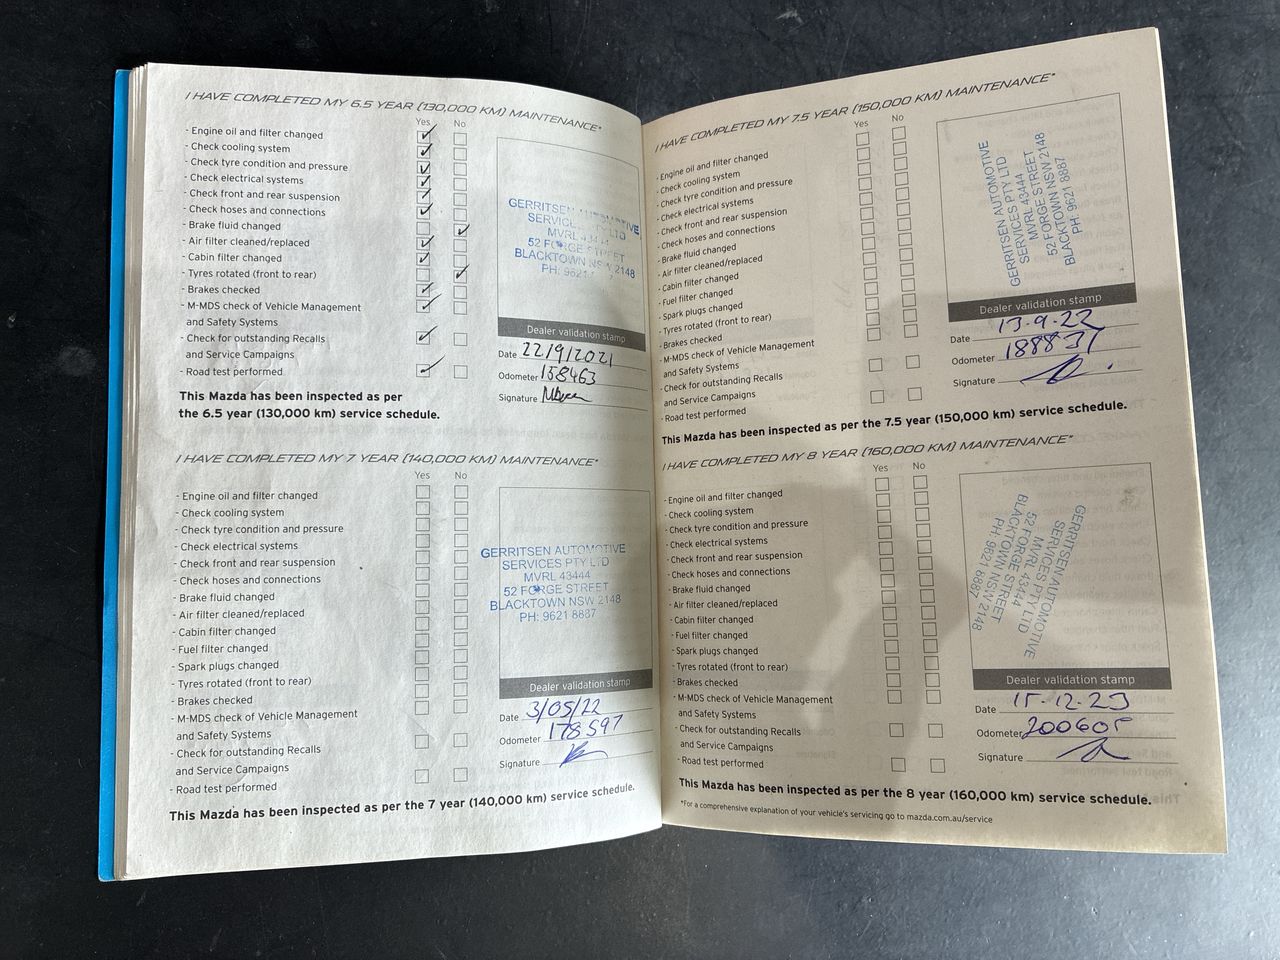 I HAVE COMPLETED MY 6.5 YEAR (130,000 KM) MAINTENANCE*
Yes No
- Engine oil and filter changed
- Check cooling system
- Check tyre condition and pressure
- Check electrical systems
- Check front and rear suspension
- Check hoses and connections
- Brake fluid changed
- Air filter cleaned/replaced
- Cabin filter changed
- Tyres rotated (front to rear)
- Brakes checked
- M-MDS check of Vehicle Management
and Safety Systems
- Check for outstanding Recalls
and Service Campaigns
- Road test performed
GERRITSEN AUTOMOTIVE
SERVICES PTY LTD
MVRL 43444
52 FORGE STREET
BLACKTOWN NSW 2148
PH: 9621
Dealer validation stamp
Date 22/9/2021
Odometer 158463
Signature
This Mazda has been inspected as per
the 6.5 year (130,000 km) service schedule.
I HAVE COMPLETED MY 7 YEAR (140,000 KM) MAINTENANCE*
Yes No
- Engine oil and filter changed
- Check cooling system
- Check tyre condition and pressure
- Check electrical systems
- Check front and rear suspension
- Check hoses and connections
- Brake fluid changed
- Air filter cleaned/replaced
- Cabin filter changed
- Fuel filter changed
- Spark plugs changed
- Tyres rotated (front to rear)
- Brakes checked
- M-MDS check of Vehicle Management
and Safety Systems
- Check for outstanding Recalls
and Service Campaigns
- Road test performed
GERRITSEN AUTOMOTIVE
SERVICES PTY LTD
MVRL 43444
52 FORGE STREET
BLACKTOWN NSW 2148
PH: 9621 8887
Dealer validation stamp
Date 3/05/22
Odometer 178597
Signature
This Mazda has been inspected as per the 7 year (140,000 km) service schedule.
I HAVE COMPLETED MY 7.5 YEAR (150,000 KM) MAINTENANCE*
Yes No
- Engine oil and filter changed
- Check cooling system
- Check tyre condition and pressure
- Check electrical systems
- Check front and rear suspension
- Check hoses and connections
- Brake fluid changed
- Air filter cleaned/replaced
- Cabin filter changed
- Fuel filter changed
- Spark plugs changed
- Tyres rotated (front to rear)
- Brakes checked
- M-MDS check of Vehicle Management
and Safety Systems
- Check for outstanding Recalls
and Service Campaigns
- Road test performed
GERRITSEN AUTOMOTIVE
SERVICES PTY LTD
MVRL 43444
52 FORGE STREET
BLACKTOWN NSW 2148
PH: 9621 8887
Dealer validation stamp
Date 13-9-22
Odometer 188837
Signature
This Mazda has been inspected as per the 7.5 year (150,000 km) service schedule.
I HAVE COMPLETED MY 8 YEAR (160,000 KM) MAINTENANCE*
Yes No
- Engine oil and filter changed
- Check cooling system
- Check tyre condition and pressure
- Check electrical systems
- Check front and rear suspension
- Check hoses and connections
- Brake fluid changed
- Air filter cleaned/replaced
- Cabin filter changed
- Fuel filter changed
- Spark plugs changed
- Tyres rotated (front to rear)
- Brakes checked
- M-MDS check of Vehicle Management
and Safety Systems
- Check for outstanding Recalls
and Service Campaigns
- Road test performed
GERRITSEN AUTOMOTIVE
SERVICES PTY LTD
MVRL 43444
52 FORGE STREET
BLACKTOWN NSW 2148
PH: 9621 8887
Dealer validation stamp
Date 15-12-23
Odometer 200605
Signature
This Mazda has been inspected as per the 8 year (160,000 km) service schedule.
*For a comprehensive explanation of your vehicle's servicing go to mazda.com.au/service